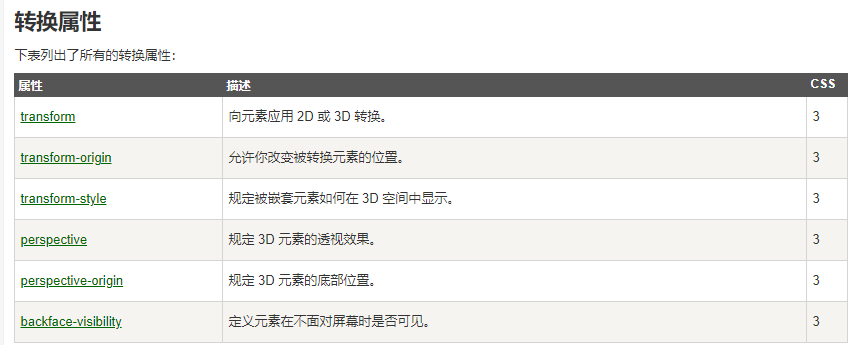 转换属性
下表列出了所有的转换属性：
属性 描述 CSS
transform 向元素应用 2D 或 3D 转换。 3
transform-origin 允许你改变被转换元素的位置。 3
transform-style 规定被嵌套元素如何在 3D 空间中显示。 3
perspective 规定 3D 元素的透视效果。 3
perspective-origin 规定 3D 元素的底部位置。 3
backface-visibility 定义元素在不面对屏幕时是否可见。 3